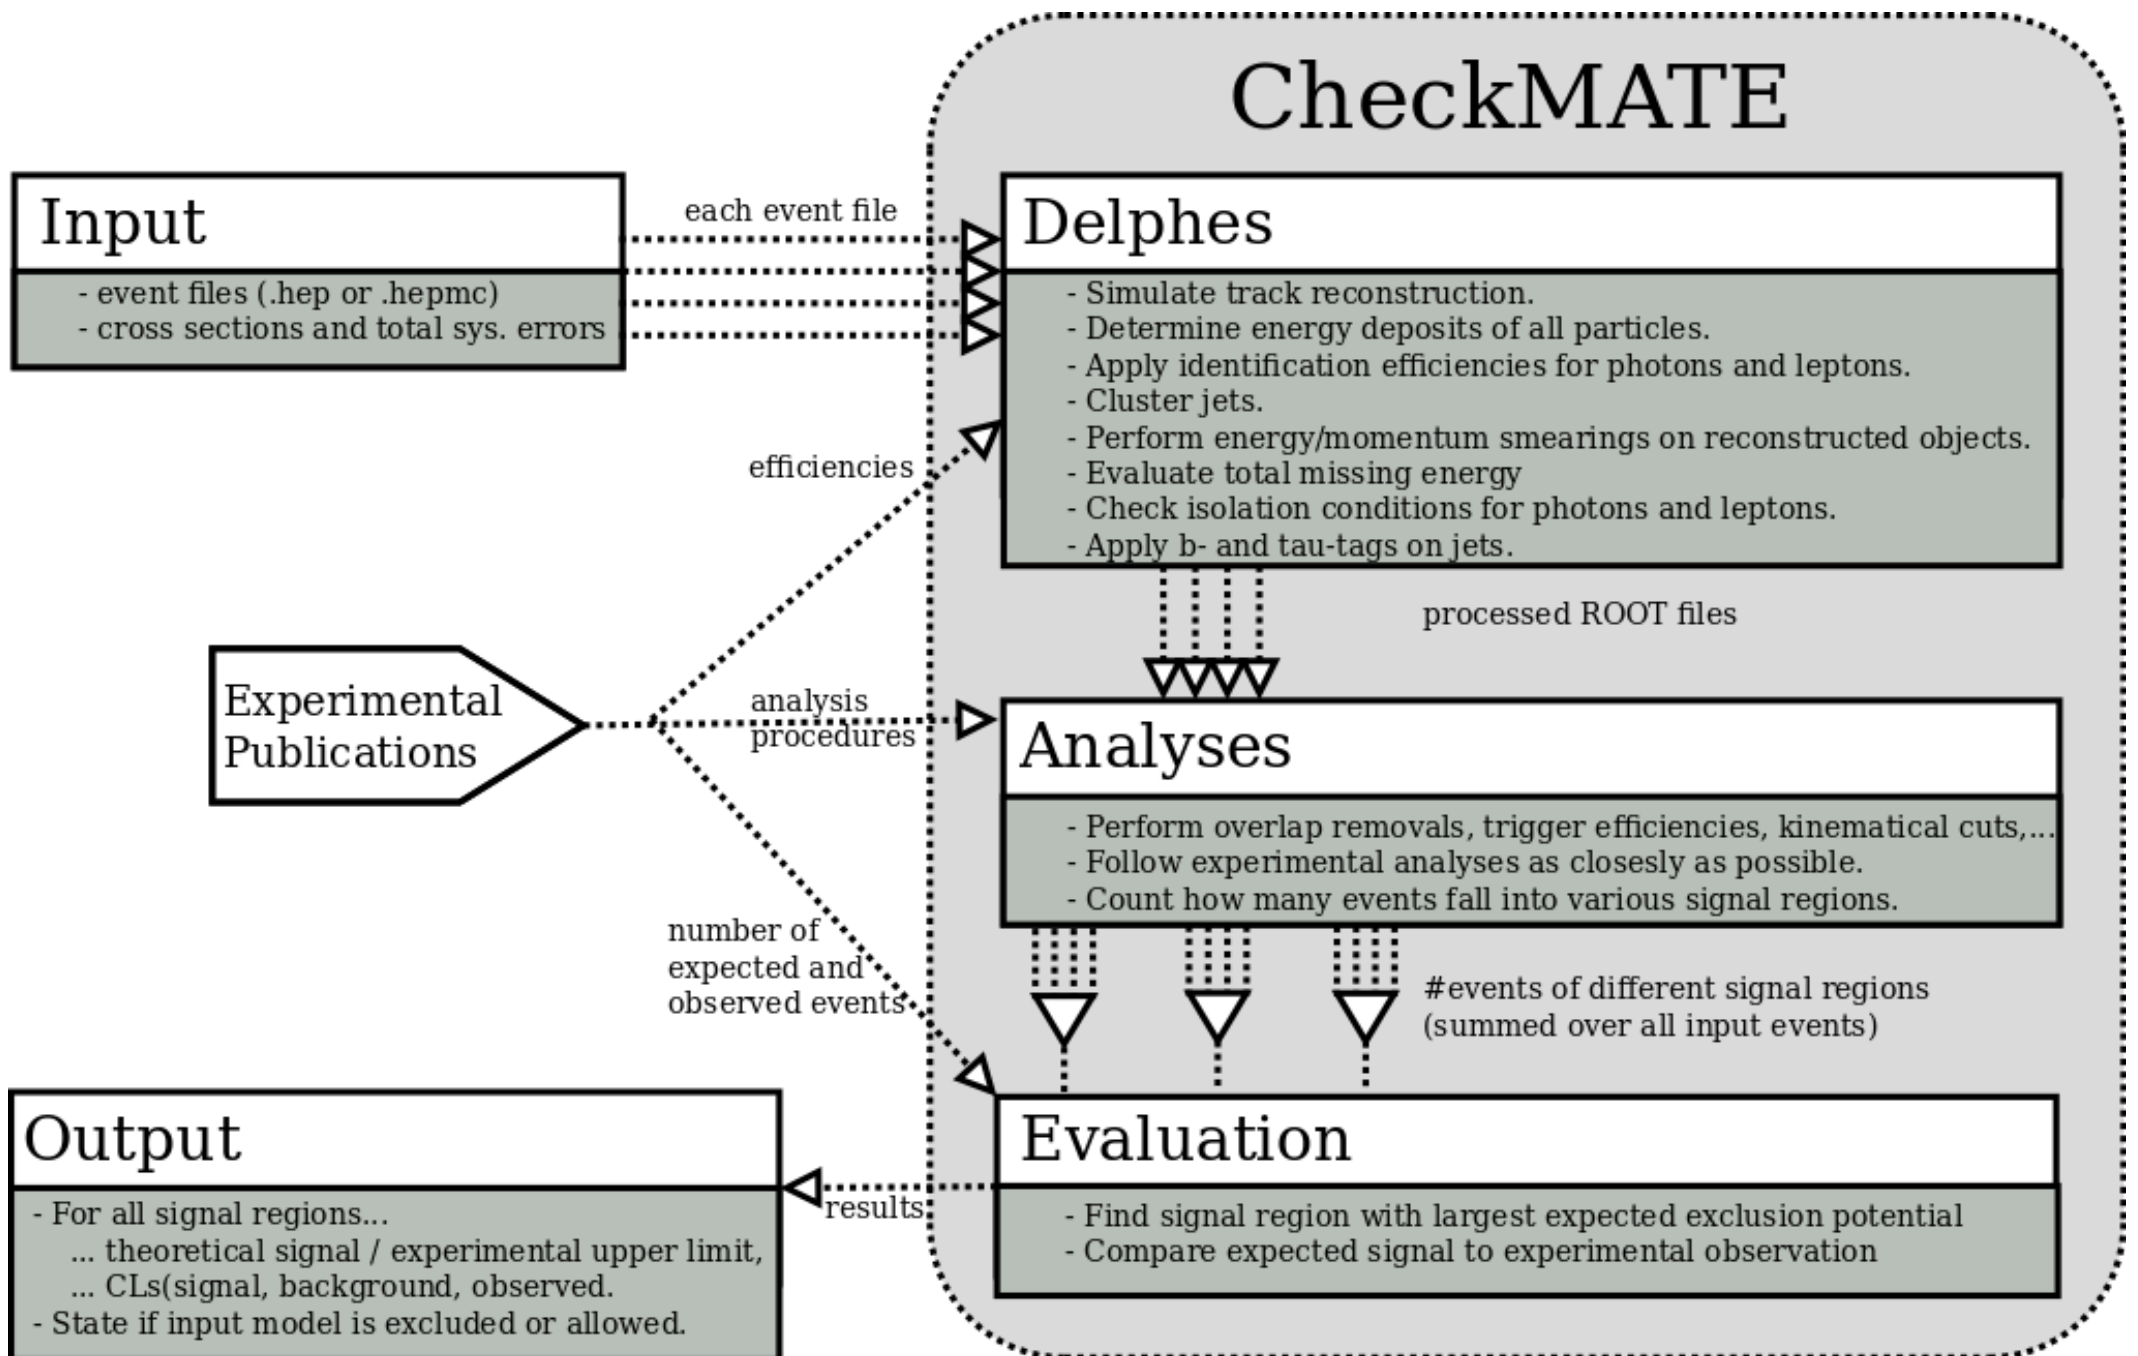 CheckMATE
Input
- event files (.hep or .hepmc)
- cross sections and total sys. errors
each event file
Delphes
- Simulate track reconstruction.
- Determine energy deposits of all particles.
- Apply identification efficiencies for photons and leptons.
- Cluster jets.
- Perform energy/momentum smearings on reconstructed objects.
- Evaluate total missing energy
- Check isolation conditions for photons and leptons.
- Apply b- and tau-tags on jets.
efficiencies
processed ROOT files
Experimental
Publications
analysis
procedures
Analyses
- Perform overlap removals, trigger efficiencies, kinematical cuts,...
- Follow experimental analyses as closesly as possible.
- Count how many events fall into various signal regions.
number of
expected and
observed events
#events of different signal regions
(summed over all input events)
Evaluation
- Find signal region with largest expected exclusion potential
- Compare expected signal to experimental observation
results
Output
- For all signal regions...
... theoretical signal / experimental upper limit,
... CLs(signal, background, observed.
- State if input model is excluded or allowed.